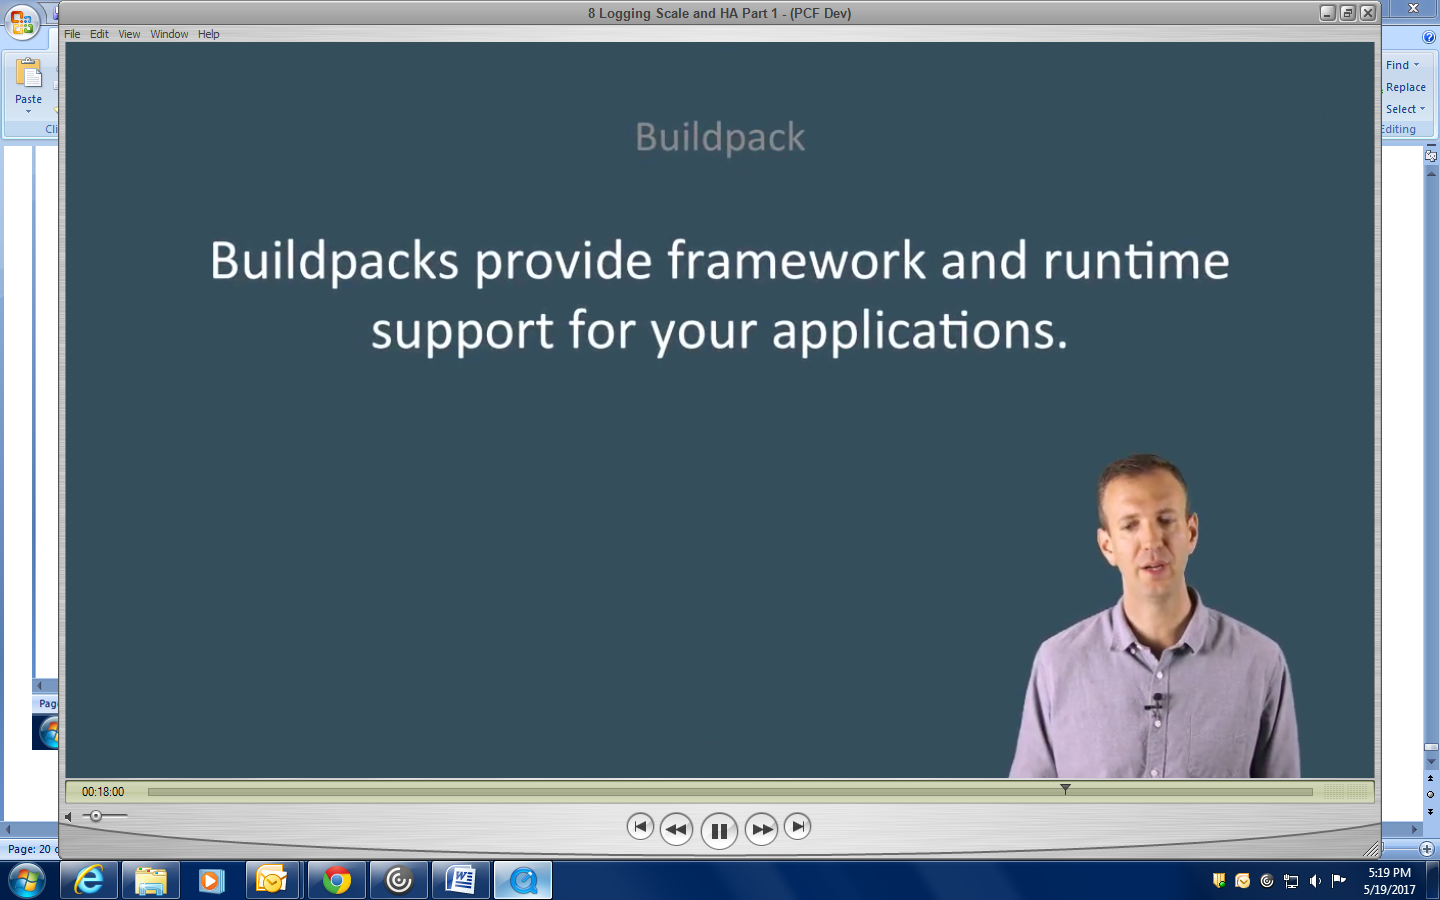 8 Logging Scale and HA Part 1 - (PCF Dev)
File Edit View Window Help
Paste
Cli
Find
Replace
Select
Editing
Buildpack
Buildpacks provide framework and runtime
support for your applications.
Pag
00:18:00
Page: 20
5:19 PM
5/19/2017